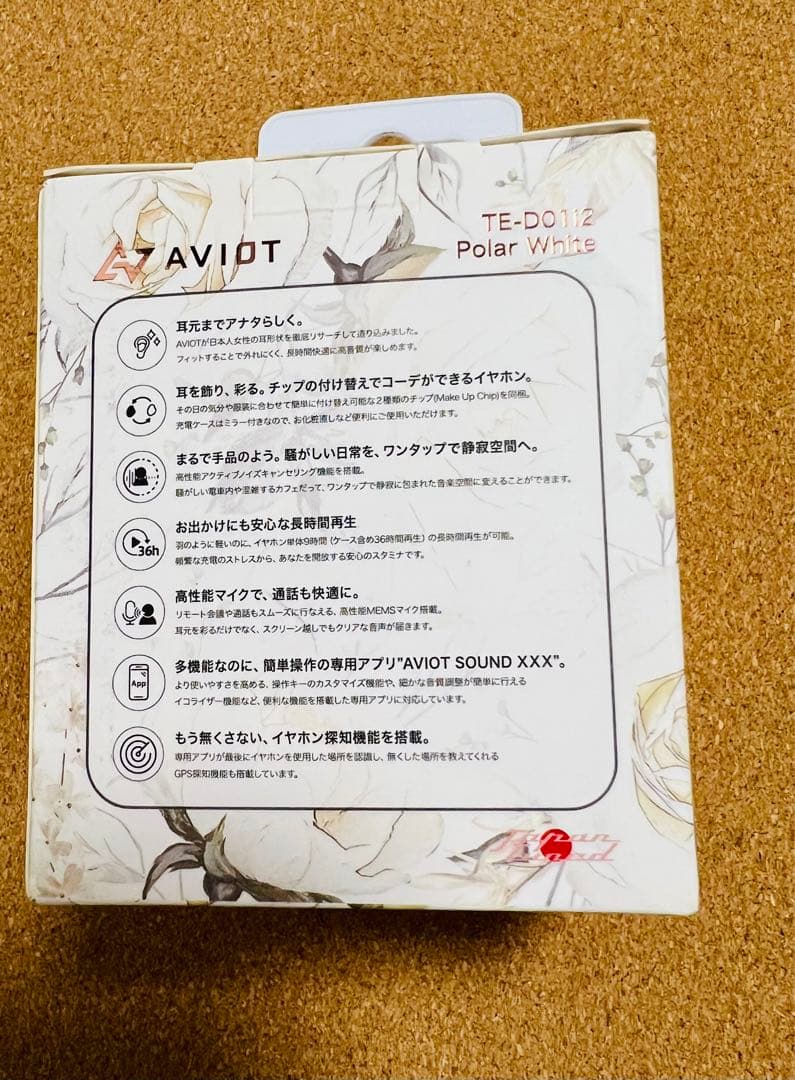 AVIOT
TE-D01i2
Polar White
耳元までアナタらしく。
AVIOTが日本人女性の耳形状を徹底リサーチして造り込みました。
フィットすることで外れにくく、長時間快適に高音質が楽しめます。
耳を飾り、彩る。チップの付け替えでコーデができるイヤホン。
その日の気分や服装に合わせて簡単に付け替え可能な2種類のチップ(Make Up Chip)を同梱。
充電ケースはミラー付きなので、お化粧直しなど便利にご使用いただけます。
まるで手品のよう。騒がしい日常を、ワンタップで静寂空間へ。
高性能アクティブノイズキャンセリング機能を搭載。
騒がしい電車内や混雑するカフェだって、ワンタップで静寂に包まれた音楽空間に変えることができます。
36h
お出かけにも安心な長時間再生
羽のように軽いのに、イヤホン単体9時間（ケース含め36時間再生）の長時間再生が可能。
頻繁な充電のストレスから、あなたを開放する安心のスタミナです。
高性能マイクで、通話も快適に。
リモート会議や通話もスムーズに行なえる、高性能MEMSマイク搭載。
耳元を彩るだけでなく、スクリーン越しでもクリアな音声が届きます。
App
多機能なのに、簡単操作の専用アプリ"AVIOT SOUND XXX"。
より使いやすさを高める、操作キーのカスタマイズ機能や、細かな音質調整が簡単に行える
イコライザー機能など、便利な機能を搭載した専用アプリに対応しています。
もう無くさない、イヤホン探知機能を搭載。
専用アプリが最後にイヤホンを使用した場所を認識し、無くした場所を教えてくれる
GPS探知機能も搭載しています。
Japan
Tuned